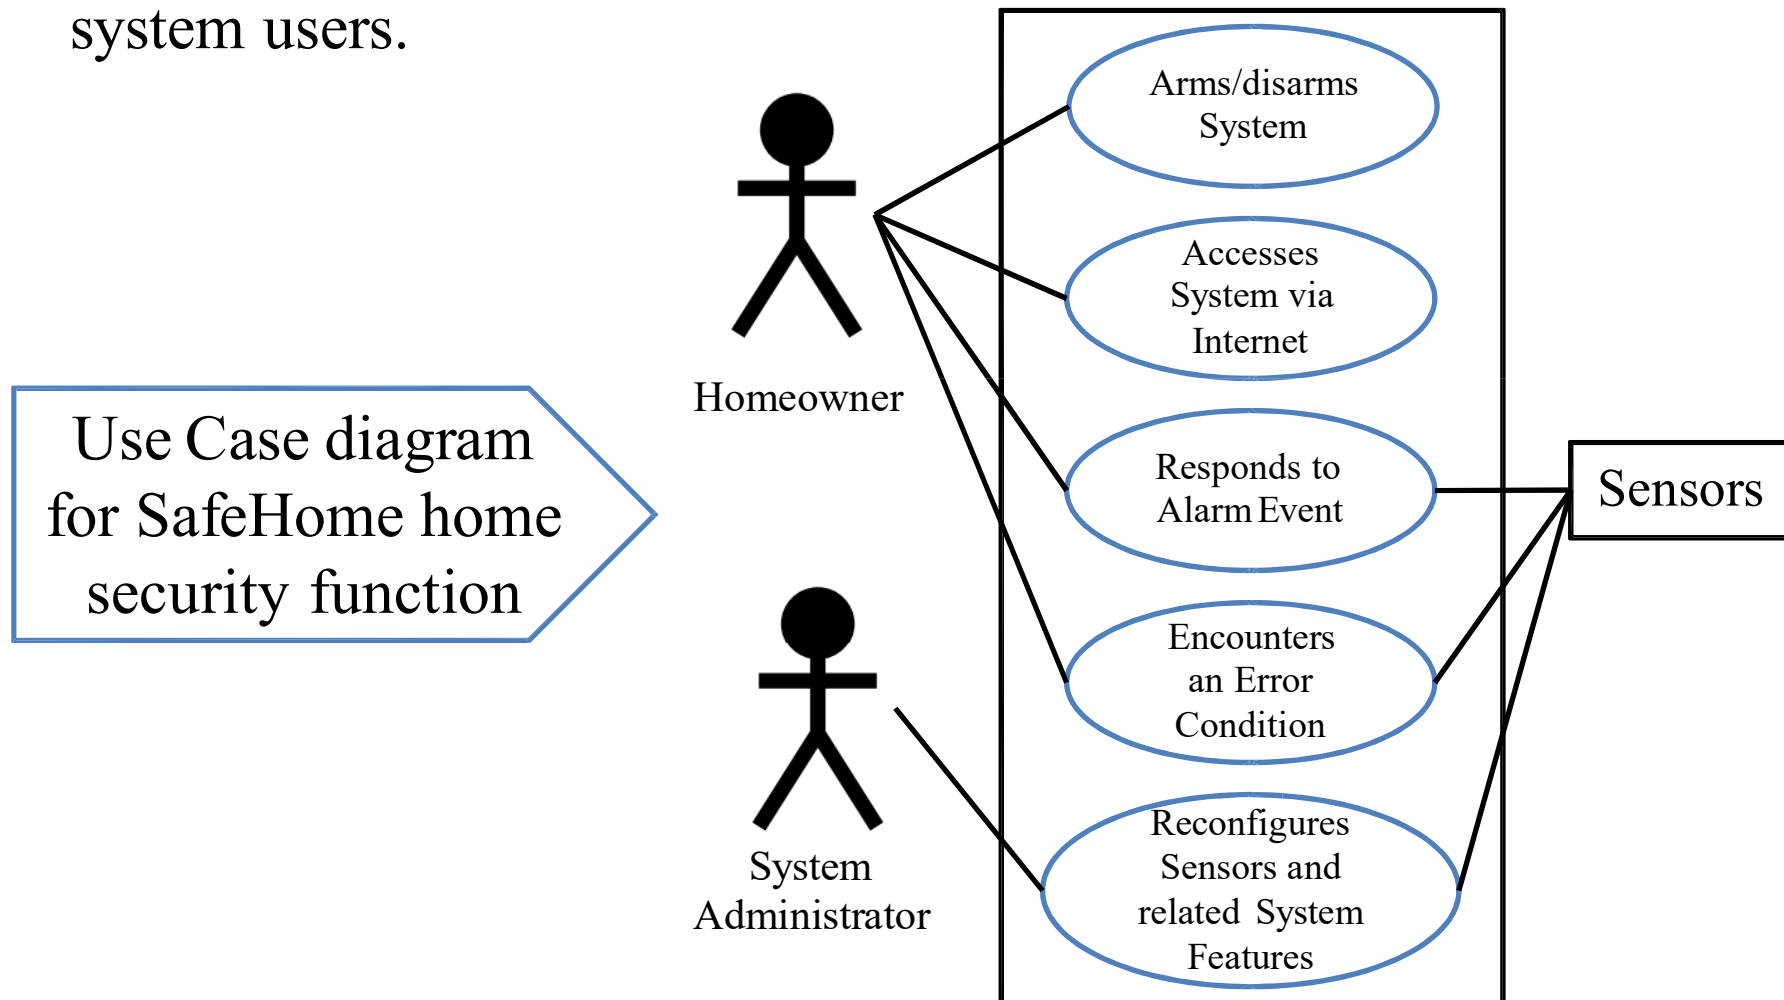 system users.
Arms/disarms
System
Accesses
System via
Internet
Homeowner
Use Case diagram
for SafeHome home
security function
Responds to
Alarm Event
Sensors
Encounters
an Error
Condition
System
Administrator
Reconfigures
Sensors and
related System
Features